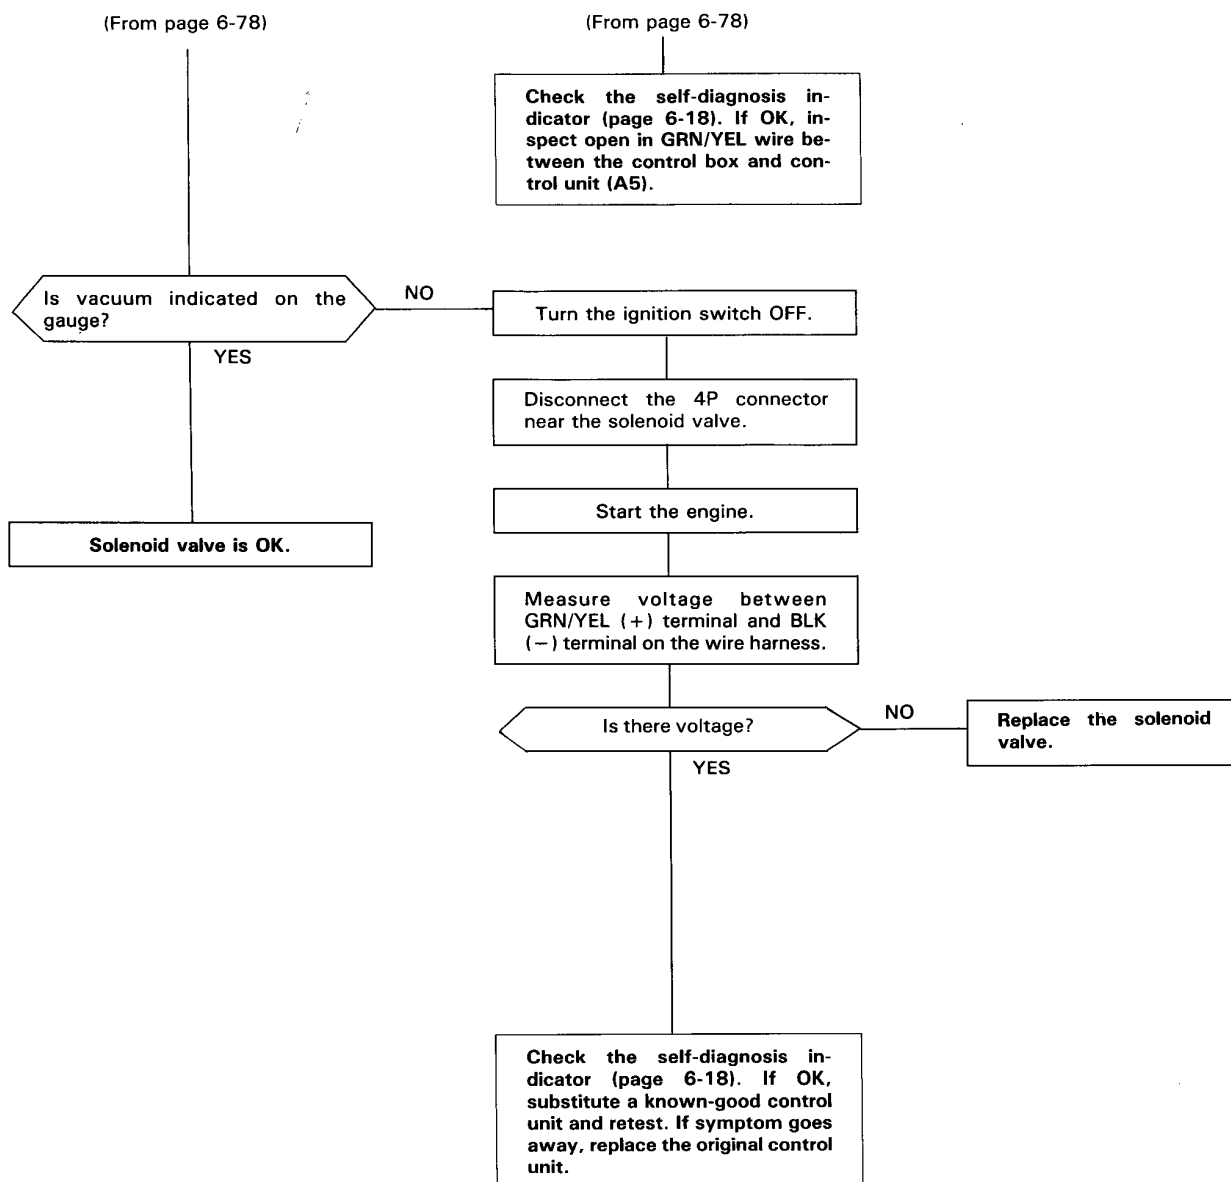 (From page 6-78)
(From page 6-78)
Check the self-diagnosis in-
dicator (page 6-18). If OK, in-
spect open in GRN/YEL wire be-
tween the control box and con-
trol unit (A5).
Is vacuum indicated on the
gauge?
NO
YES
Turn the ignition switch OFF.
Disconnect the 4P connector
near the solenoid valve.
Start the engine.
Solenoid valve is OK.
Measure voltage between
GRN/YEL (+) terminal and BLK
(−) terminal on the wire harness.
Is there voltage?
NO
Replace the solenoid
valve.
YES
Check the self-diagnosis in-
dicator (page 6-18). If OK,
substitute a known-good control
unit and retest. If symptom goes
away, replace the original control
unit.